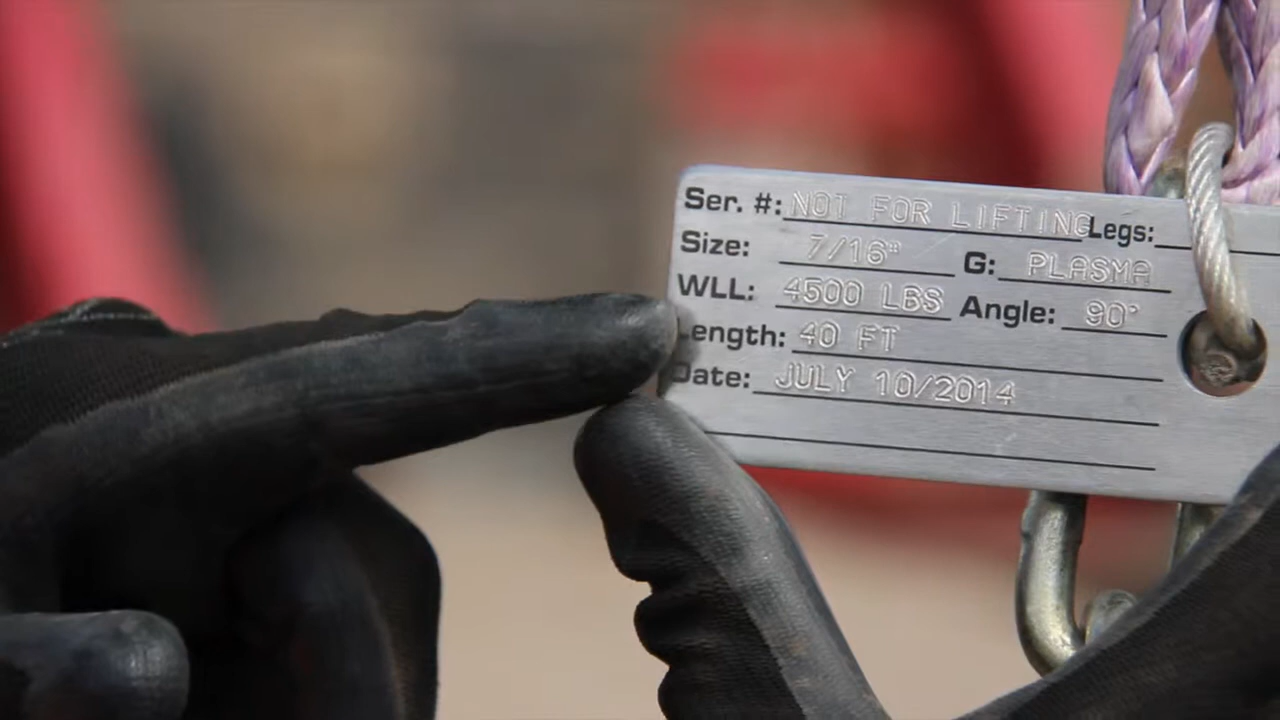 Ser. #: NOT FOR LIFTING Legs:
Size: 7/16" G: PLASMA
WLL: 4500 LBS Angle: 90°
Length: 40 FT
Date: JULY 10/2014